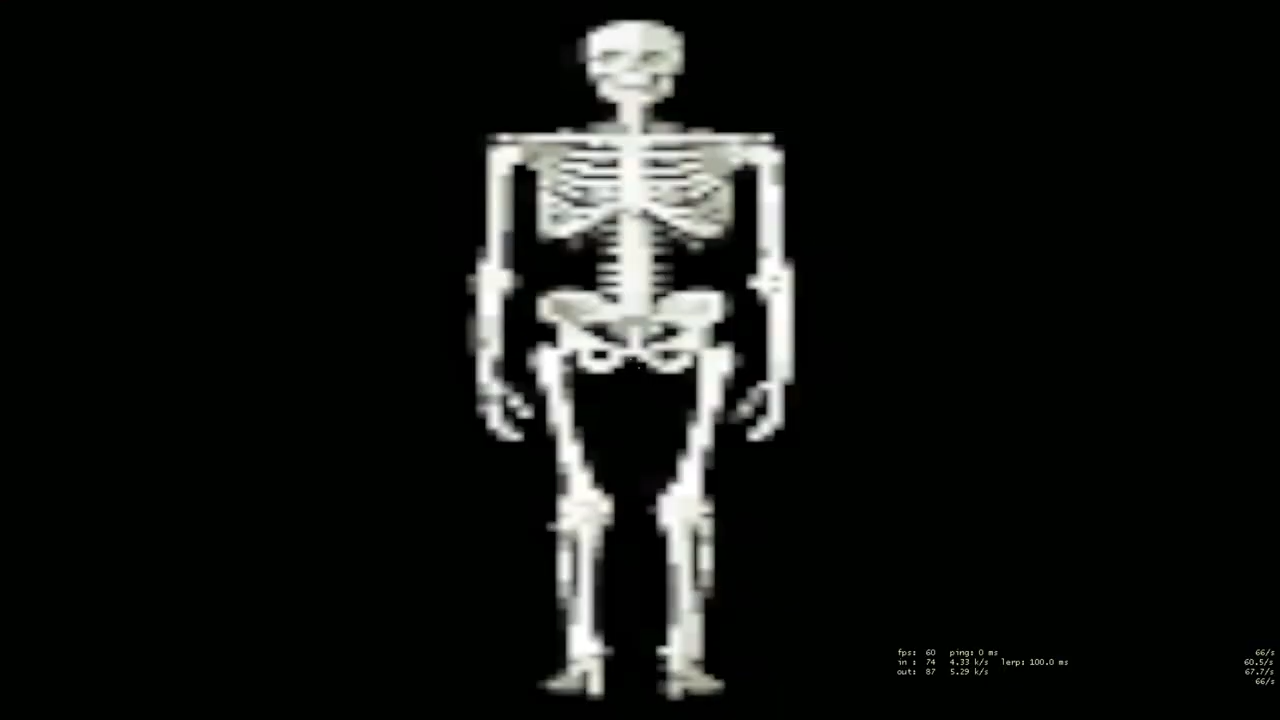 fps: 60 ping: 0 ms 66/s
in : 74 4.33 k/s lerp: 100.0 ms 60.5/s
out: 87 5.29 k/s 67.7/s
66/s